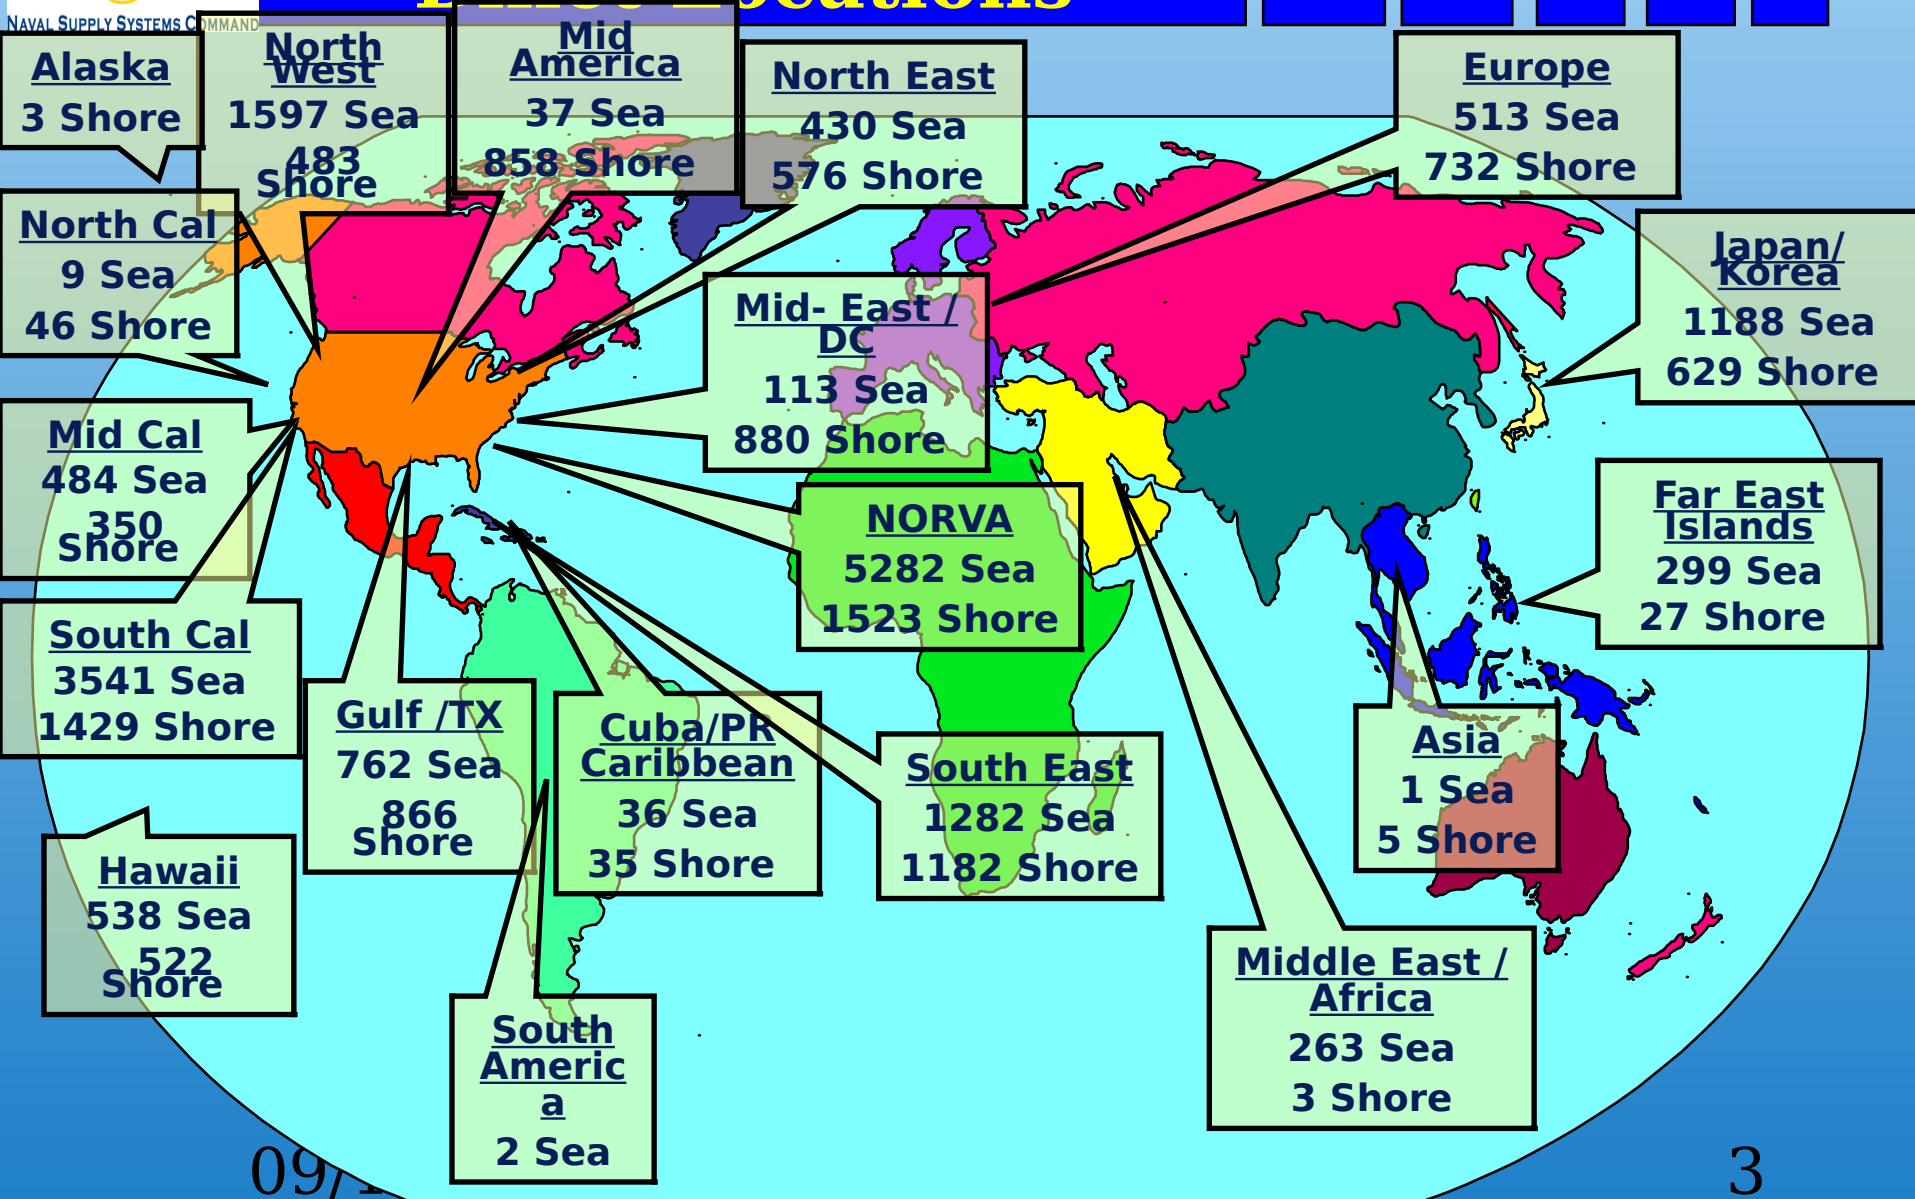 Locations
NAVAL SUPPLY SYSTEMS COMMAND
Alaska
3 Shore
North
West
1597 Sea
483
Shore
Mid
America
37 Sea
858 Shore
North East
430 Sea
576 Shore
Europe
513 Sea
732 Shore
North Cal
9 Sea
46 Shore
Mid- East /
DC
113 Sea
880 Shore
Japan/
Korea
1188 Sea
629 Shore
Mid Cal
484 Sea
350
Shore
NORVA
5282 Sea
1523 Shore
Far East
Islands
299 Sea
27 Shore
South Cal
3541 Sea
1429 Shore
Gulf /TX
762 Sea
866
Shore
Cuba/PR
Caribbean
36 Sea
35 Shore
South East
1282 Sea
1182 Shore
Asia
1 Sea
5 Shore
Hawaii
538 Sea
522
Shore
South
Americ
a
2 Sea
Middle East /
Africa
263 Sea
3 Shore
09/1
3